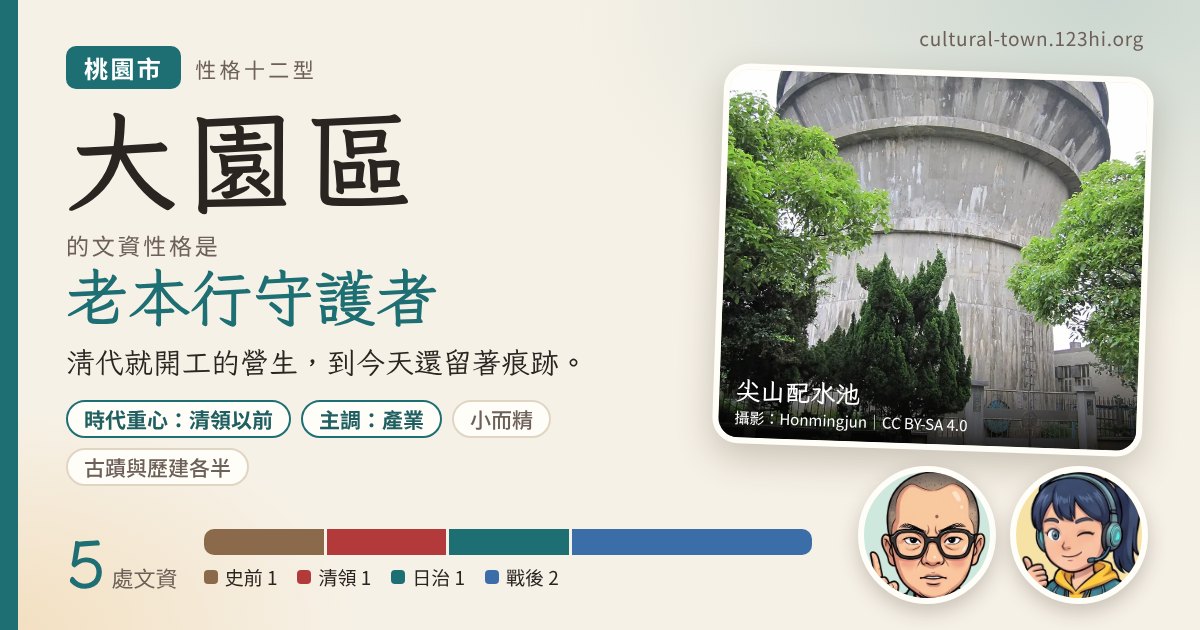 cultural-town.123hi.org
桃園市 性格十二型
大園區
的文資性格是
老本行守護者
清代就開工的營生，到今天還留著痕跡。
時代重心：清領以前 主調：產業 小而精
古蹟與歷建各半
尖山配水池
攝影：Honmingjun｜CC BY-SA 4.0
5 處文資
史前 1 清領 1 日治 1 戰後 2